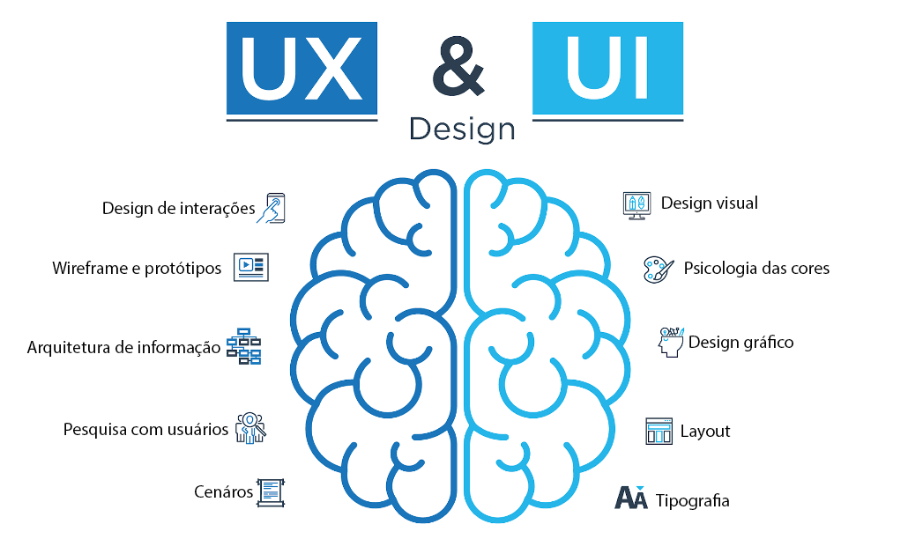 UX & UI
Design
Design de interações
Wireframe e protótipos
Arquitetura de informação
Pesquisa com usuários
Cenáros
Design visual
Psicologia das cores
Design gráfico
Layout
AA Tipografia